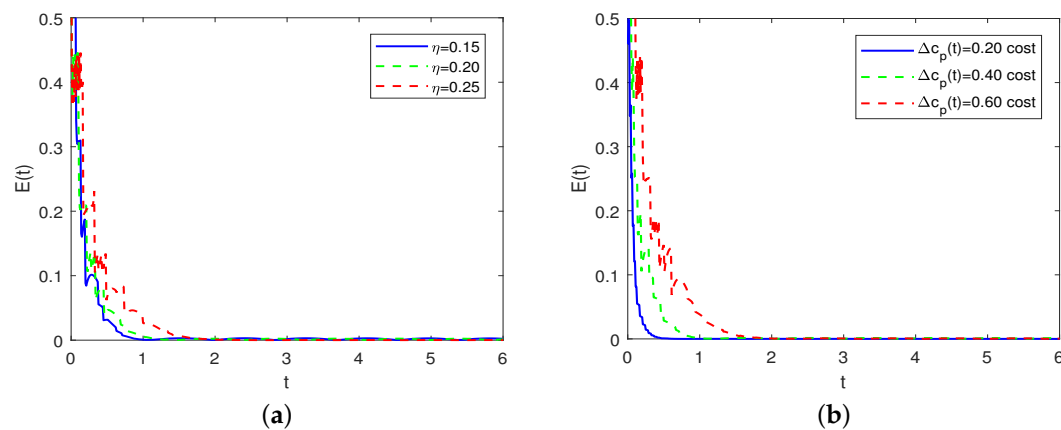 0.5
0.4
0.3
0.2
0.1
0
E(t)
0 1 2 3 4 5 6
t
η=0.15
η=0.20
η=0.25
(a)
0.5
0.4
0.3
0.2
0.1
0
E(t)
0 1 2 3 4 5 6
t
Δc_p(t)=0.20 cost
Δc_p(t)=0.40 cost
Δc_p(t)=0.60 cost
(b)